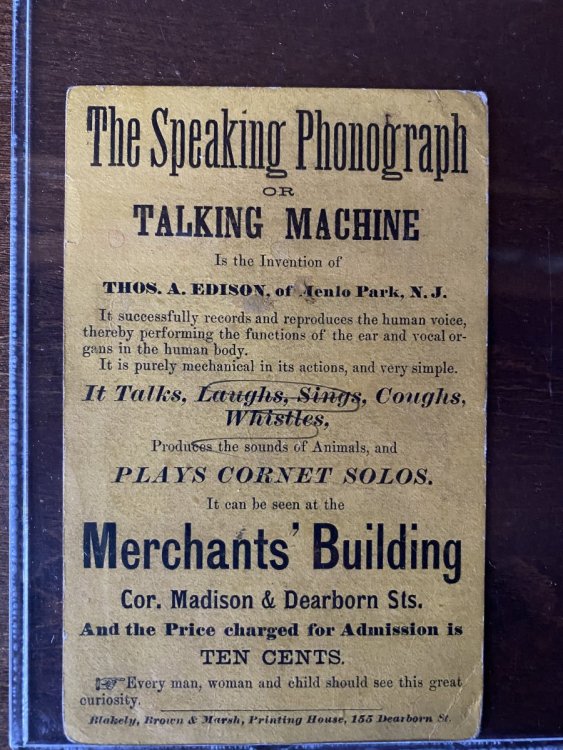 The Speaking Phonograph
OR
TALKING MACHINE
Is the Invention of
THOS. A. EDISON, of Menlo Park, N. J.
It successfully records and reproduces the human voice,
thereby performing the functions of the ear and vocal or-
gans in the human body.
It is purely mechanical in its actions, and very simple.
It Talks, Laughs, Sings, Coughs,
Whistles,
Produces the sounds of Animals, and
PLAYS CORNET SOLOS.
It can be seen at the
Merchants' Building
Cor. Madison & Dearborn Sts.
And the Price charged for Admission is
TEN CENTS.
☞Every man, woman and child should see this great
curiosity.
Blakely, Brown & Marsh, Printing House, 155 Dearborn St.